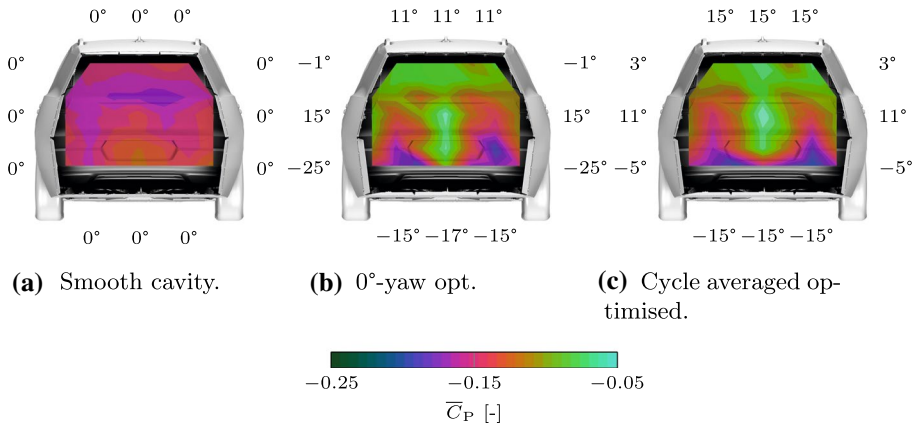 0° 0° 0° 11° 11° 11° 15° 15° 15°
0° 0° −1° −1° 3° 3°
0° 0° 15° 15° 11° 11°
0° 0° −25° −25° −5° −5°
0° 0° 0° −15° −17° −15° −15° −15° −15°
(a) Smooth cavity. (b) 0°-yaw opt. (c) Cycle averaged op-
timised.
−0.25 −0.15 −0.05
C̅P [-]